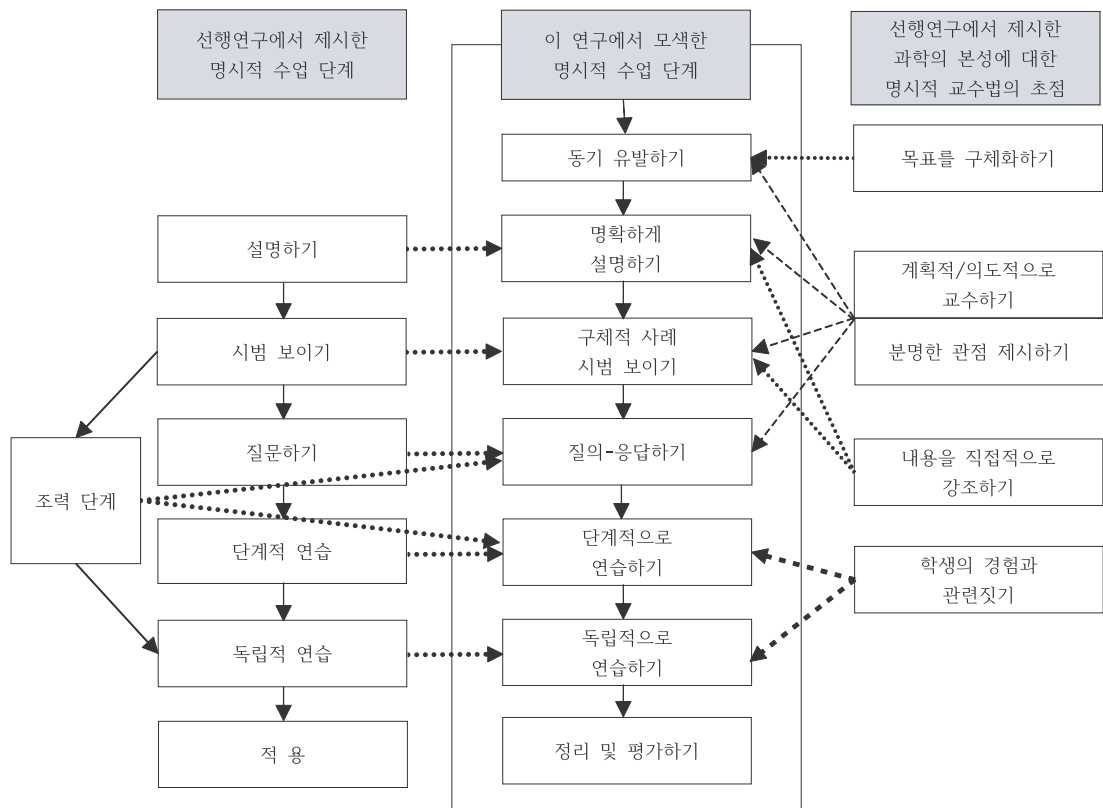 선행연구에서 제시한
명시적 수업 단계
설명하기
시범 보이기
질문하기
조력 단계
단계적 연습
독립적 연습
적 용
이 연구에서 모색한
명시적 수업 단계
동기 유발하기
명확하게
설명하기
구체적 사례
시범 보이기
질의-응답하기
단계적으로
연습하기
독립적으로
연습하기
정리 및 평가하기
선행연구에서 제시한
과학의 본성에 대한
명시적 교수법의 초점
목표를 구체화하기
계획적/의도적으로
교수하기
분명한 관점 제시하기
내용을 직접적으로
강조하기
학생의 경험과
관련짓기